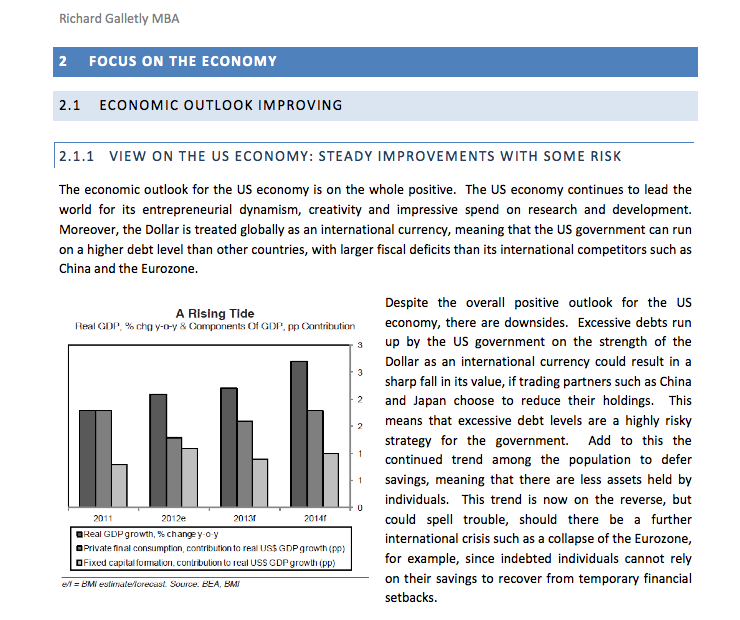 Richard Galletly MBA
2 FOCUS ON THE ECONOMY
2.1 ECONOMIC OUTLOOK IMPROVING
2.1.1 VIEW ON THE US ECONOMY: STEADY IMPROVEMENTS WITH SOME RISK
The economic outlook for the US economy is on the whole positive. The US economy continues to lead the
world for its entrepreneurial dynamism, creativity and impressive spend on research and development.
Moreover, the Dollar is treated globally as an international currency, meaning that the US government can run
on a higher debt level than other countries, with larger fiscal deficits than its international competitors such as
China and the Eurozone.
A Rising Tide
Real GDP, % chg y-o-y & Components Of GDP, pp Contribution
3
3
2
2
1
1
0
2011 2012e 2013f 2014f
Real GDP growth, % change y-o-y
Private final consumption, contribution to real US$ GDP growth (pp)
Fixed capital formation, contribution to real US$ GDP growth (pp)
e/f = BMI estimate/forecast. Source: BEA, BMI
Despite the overall positive outlook for the US
economy, there are downsides. Excessive debts run
up by the US government on the strength of the
Dollar as an international currency could result in a
sharp fall in its value, if trading partners such as China
and Japan choose to reduce their holdings. This
means that excessive debt levels are a highly risky
strategy for the government. Add to this the
continued trend among the population to defer
savings, meaning that there are less assets held by
individuals. This trend is now on the reverse, but
could spell trouble, should there be a further
international crisis such as a collapse of the Eurozone,
for example, since indebted individuals cannot rely
on their savings to recover from temporary financial
setbacks.